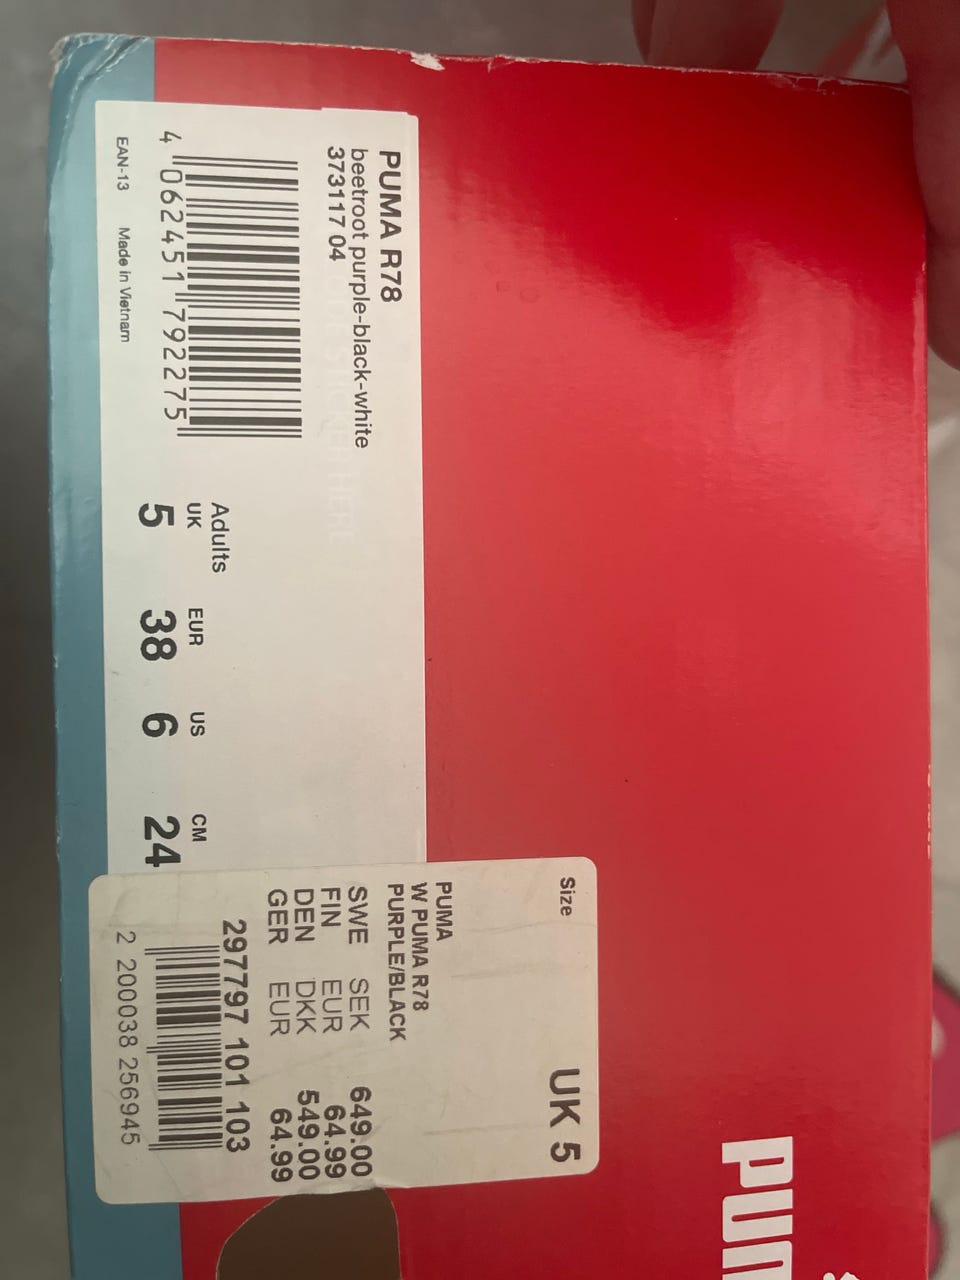 PUMA R78
beetroot purple-black-white
373117 04
4 062451 792275
EAN-13 Made in Vietnam
Adults
UK EUR US CM
5 38 6 24
Size UK 5
PUMA
W PUMA R78
PURPLE/BLACK
SWE SEK 649.00
FIN EUR 64.99
DEN DKK 549.00
GER EUR 64.99
297797 101 103
2 200038 256945